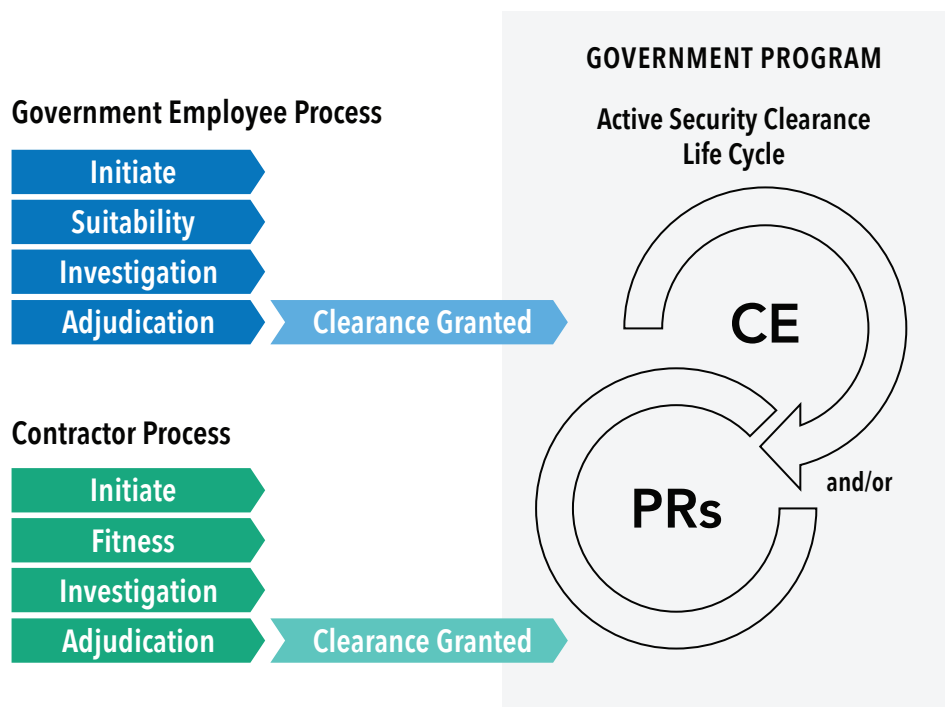 GOVERNMENT PROGRAM
Active Security Clearance
Life Cycle
CE
and/or
PRs
Government Employee Process
Initiate
Suitability
Investigation
Adjudication
Clearance Granted
Contractor Process
Initiate
Fitness
Investigation
Adjudication
Clearance Granted